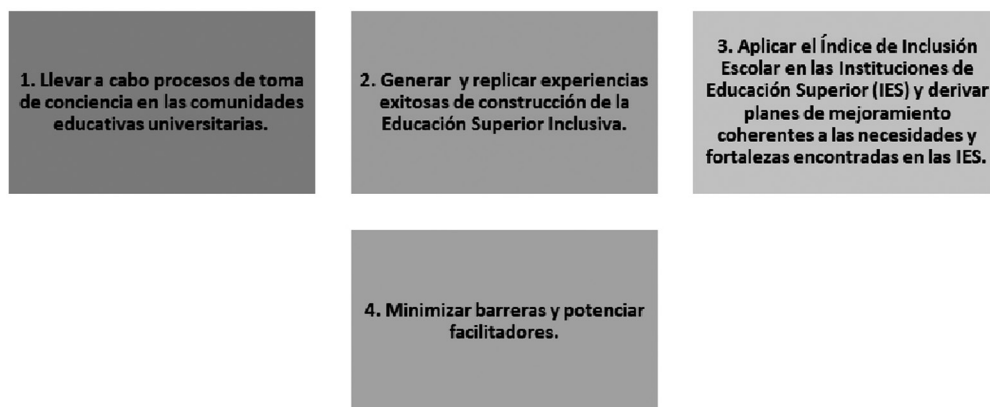 1. Llevar a cabo procesos de toma
de conciencia en las comunidades
educativas universitarias.
2. Generar y replicar experiencias
exitosas de construcción de la
Educación Superior Inclusiva.
3. Aplicar el Índice de Inclusión
Escolar en las Instituciones de
Educación Superior (IES) y derivar
planes de mejoramiento
coherentes a las necesidades y
fortalezas encontradas en las IES.
4. Minimizar barreras y potenciar
facilitadores.